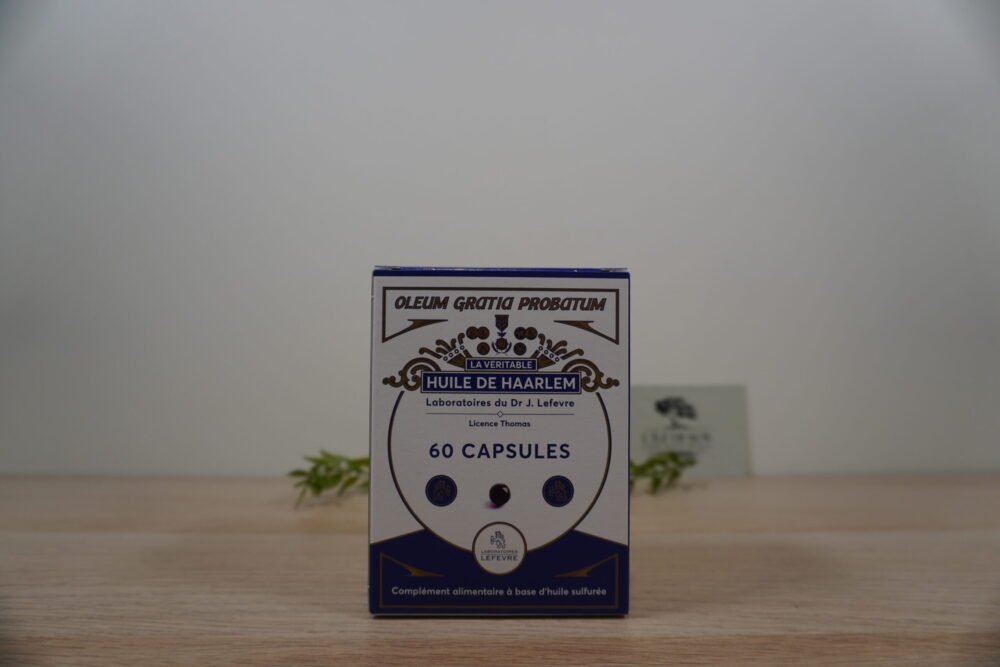 OLEUM GRATIA PROBATUM
LA VÉRITABLE
HUILE DE HAARLEM
Laboratoires du Dr J. Lefevre
Licence Thomas
60 CAPSULES
LABORATOIRES
LEFEVRE
Complément alimentaire à base d'huile sulfurée